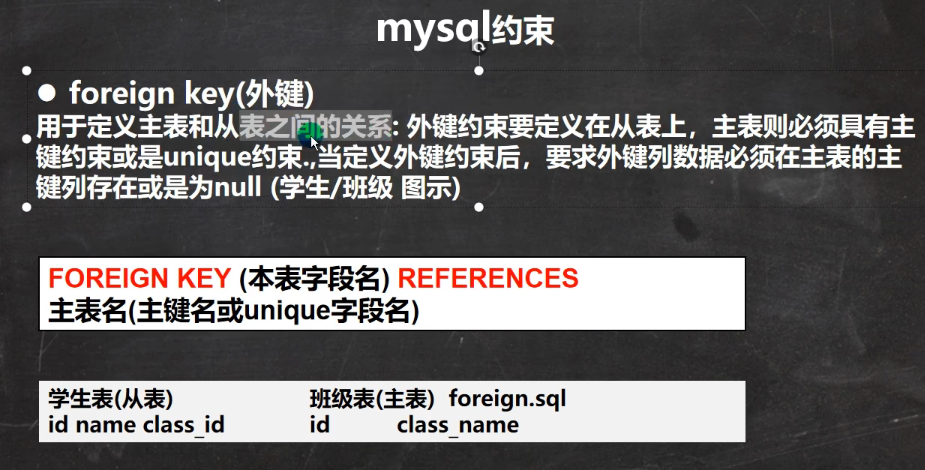 mysql约束
● foreign key(外键)
用于定义主表和从表之间的关系: 外键约束要定义在从表上，主表则必须具有主
键约束或是unique约束.,当定义外键约束后，要求外键列数据必须在主表的主
键列存在或是为null (学生/班级 图示)
FOREIGN KEY (本表字段名) REFERENCES
主表名(主键名或unique字段名)
学生表(从表) 班级表(主表) foreign.sql
id name class_id id class_name